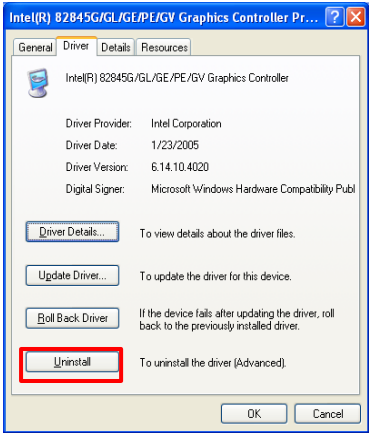 Intel(R) 82845G/GL/GE/PE/GV Graphics Controller Pr...
General Driver Details Resources
Intel(R) 82845G/GL/GE/PE/GV Graphics Controller
Driver Provider: Intel Corporation
Driver Date: 1/23/2005
Driver Version: 6.14.10.4020
Digital Signer: Microsoft Windows Hardware Compatibility Publ
Driver Details... To view details about the driver files.
Update Driver... To update the driver for this device.
Roll Back Driver If the device fails after updating the driver, roll
back to the previously installed driver.
Uninstall To uninstall the driver (Advanced).
OK Cancel